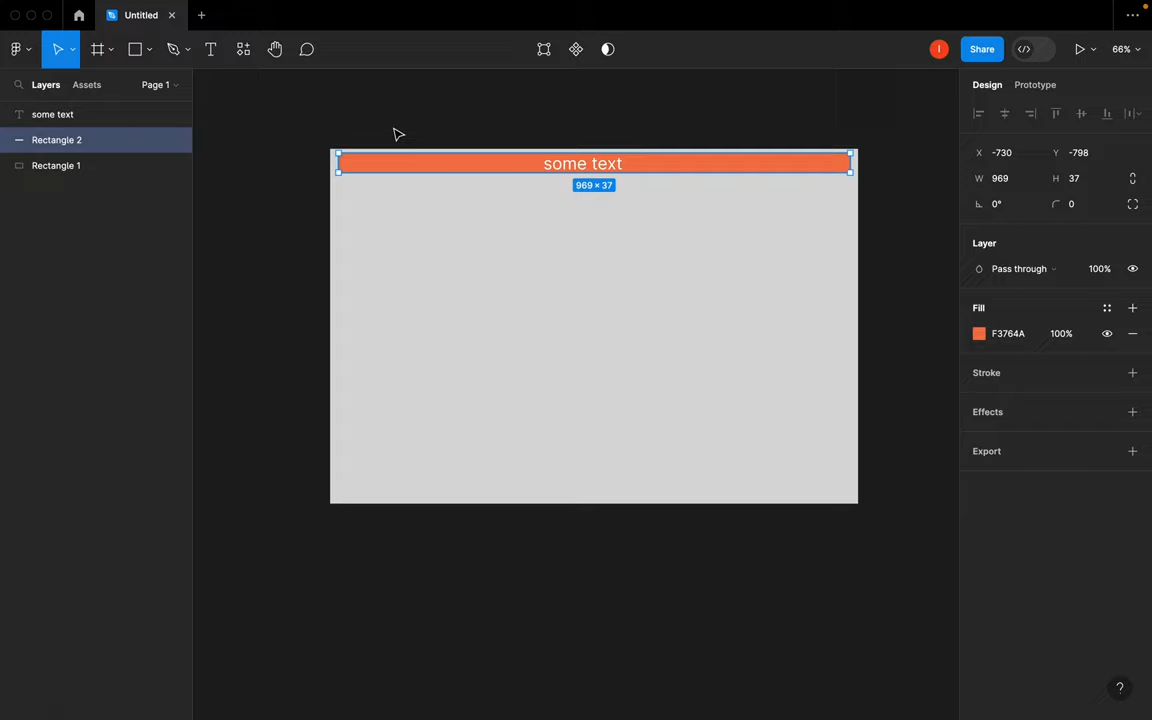 Untitled
Share
66%
Layers
Assets
Page 1
Design
Prototype
some text
Rectangle 2
Rectangle 1
some text
969 × 37
X -730 Y -798
W 969 H 37
0° 0
Layer
Pass through 100%
Fill
F3764A 100%
Stroke
Effects
Export
?
I